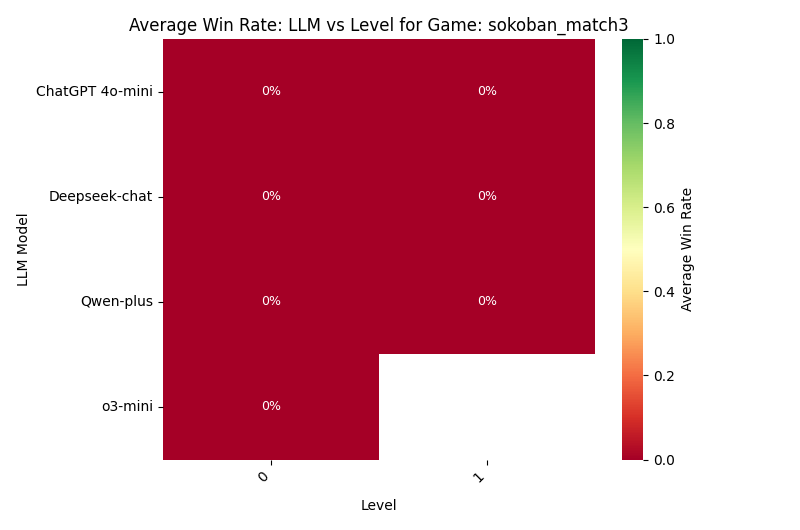 Average Win Rate: LLM vs Level for Game: sokoban_match3
LLM Model
ChatGPT 4o-mini
0%
0%
Deepseek-chat
0%
0%
Qwen-plus
0%
0%
o3-mini
0%
0
1
Level
1.0
0.8
0.6
0.4
0.2
0.0
Average Win Rate